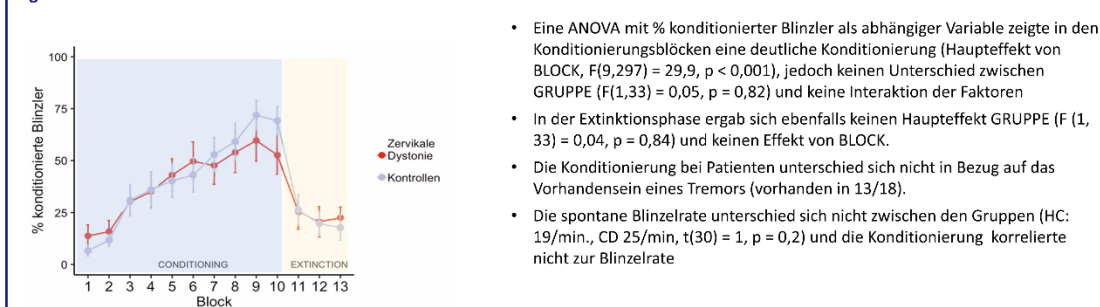 100
75
50
25
0
% konditionierte Blinzler
CONDITIONING
EXTINCTION
1 2 3 4 5 6 7 8 9 10 11 12 13
Block
Zervikale
Dystonie
Kontrollen
• Eine ANOVA mit % konditionierter Blinzler als abhängiger Variable zeigte in den
Konditionierungsblöcken eine deutliche Konditionierung (Haupteffekt von
BLOCK, F(9,297) = 29,9, p < 0,001), jedoch keinen Unterschied zwischen
GRUPPE (F(1,33) = 0,05, p = 0,82) und keine Interaktion der Faktoren
• In der Extinktionsphase ergab sich ebenfalls keinen Haupteffekt GRUPPE (F (1,
33) = 0,04, p = 0,84) und keinen Effekt von BLOCK.
• Die Konditionierung bei Patienten unterschied sich nicht in Bezug auf das
Vorhandensein eines Tremors (vorhanden in 13/18).
• Die spontane Blinzelrate unterschied sich nicht zwischen den Gruppen (HC:
19/min., CD 25/min, t(30) = 1, p = 0,2) und die Konditionierung korrelierte
nicht zur Blinzelrate